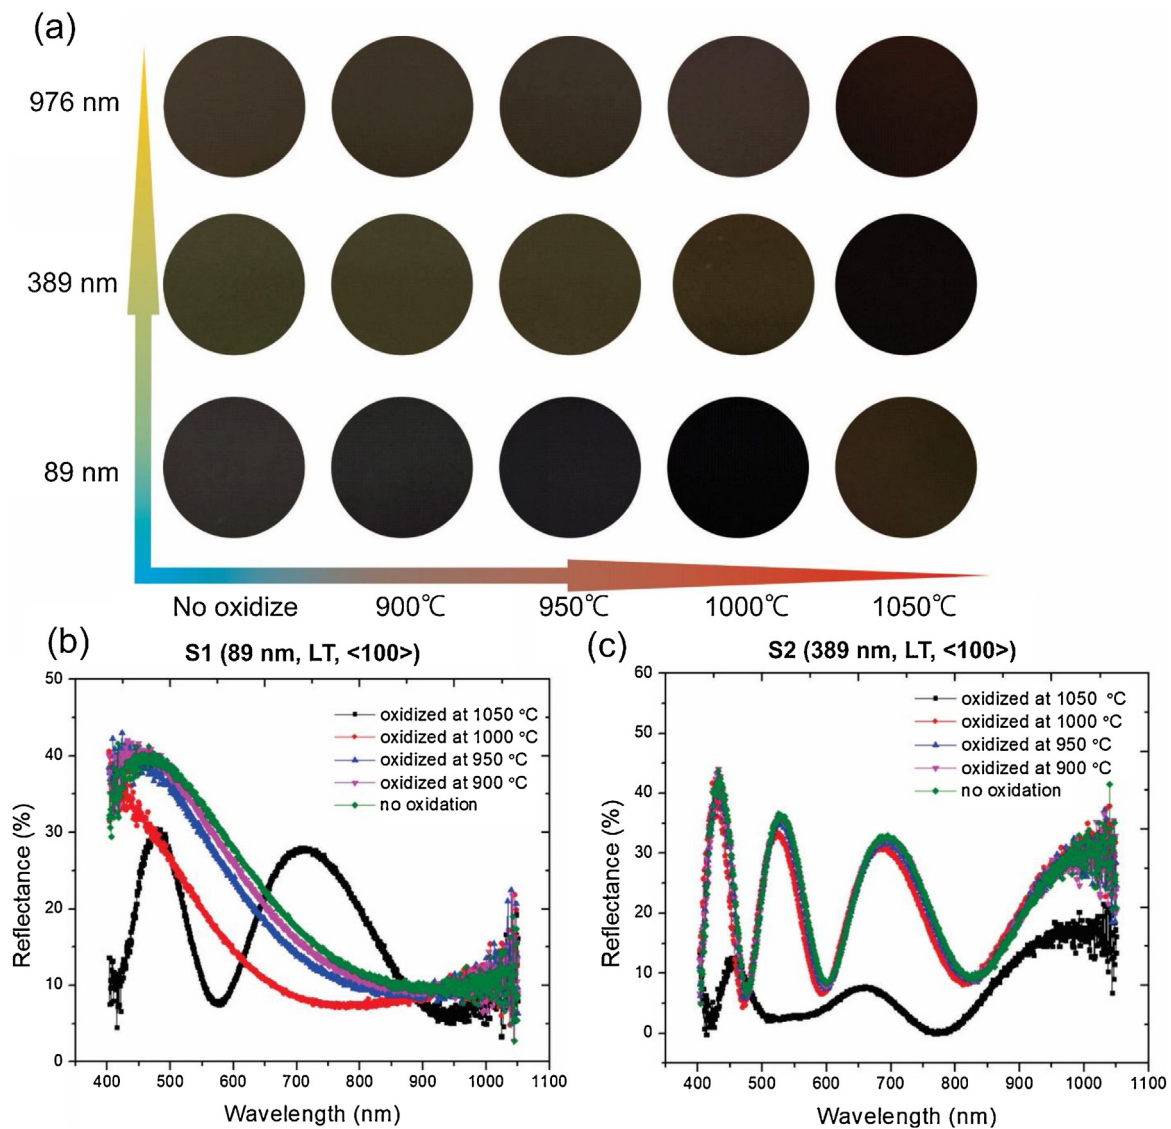 (a)
976 nm
389 nm
89 nm
No oxidize 900℃ 950℃ 1000℃ 1050℃
(b)
S1 (89 nm, LT, <100>)
50
40
30
20
10
0
Reflectance (%)
oxidized at 1050 °C
oxidized at 1000 °C
oxidized at 950 °C
oxidized at 900 °C
no oxidation
400 500 600 700 800 900 1000 1100
Wavelength (nm)
(c)
S2 (389 nm, LT, <100>)
60
50
40
30
20
10
0
Reflectance (%)
oxidized at 1050 °C
oxidized at 1000 °C
oxidized at 950 °C
oxidized at 900 °C
no oxidation
400 500 600 700 800 900 1000 1100
Wavelength (nm)